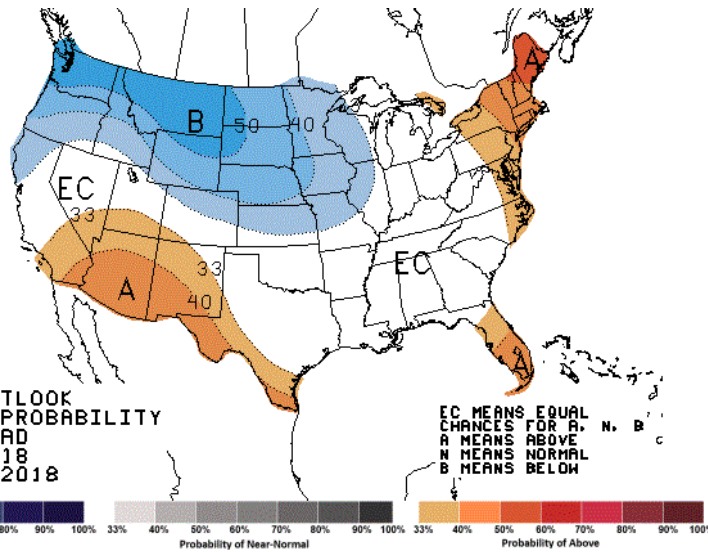 A
B
50
40
EC
33
33
A
40
EC
A
TLOOK
PROBABILITY
AD
18
2018
EC MEANS EQUAL
CHANCES FOR A, N, B
A MEANS ABOVE
N MEANS NORMAL
B MEANS BELOW
80% 90% 100% 33% 40% 50% 60% 70% 80% 90% 100% 33% 40% 50% 60% 70% 80% 90% 100%
Probability of Near-Normal Probability of Above